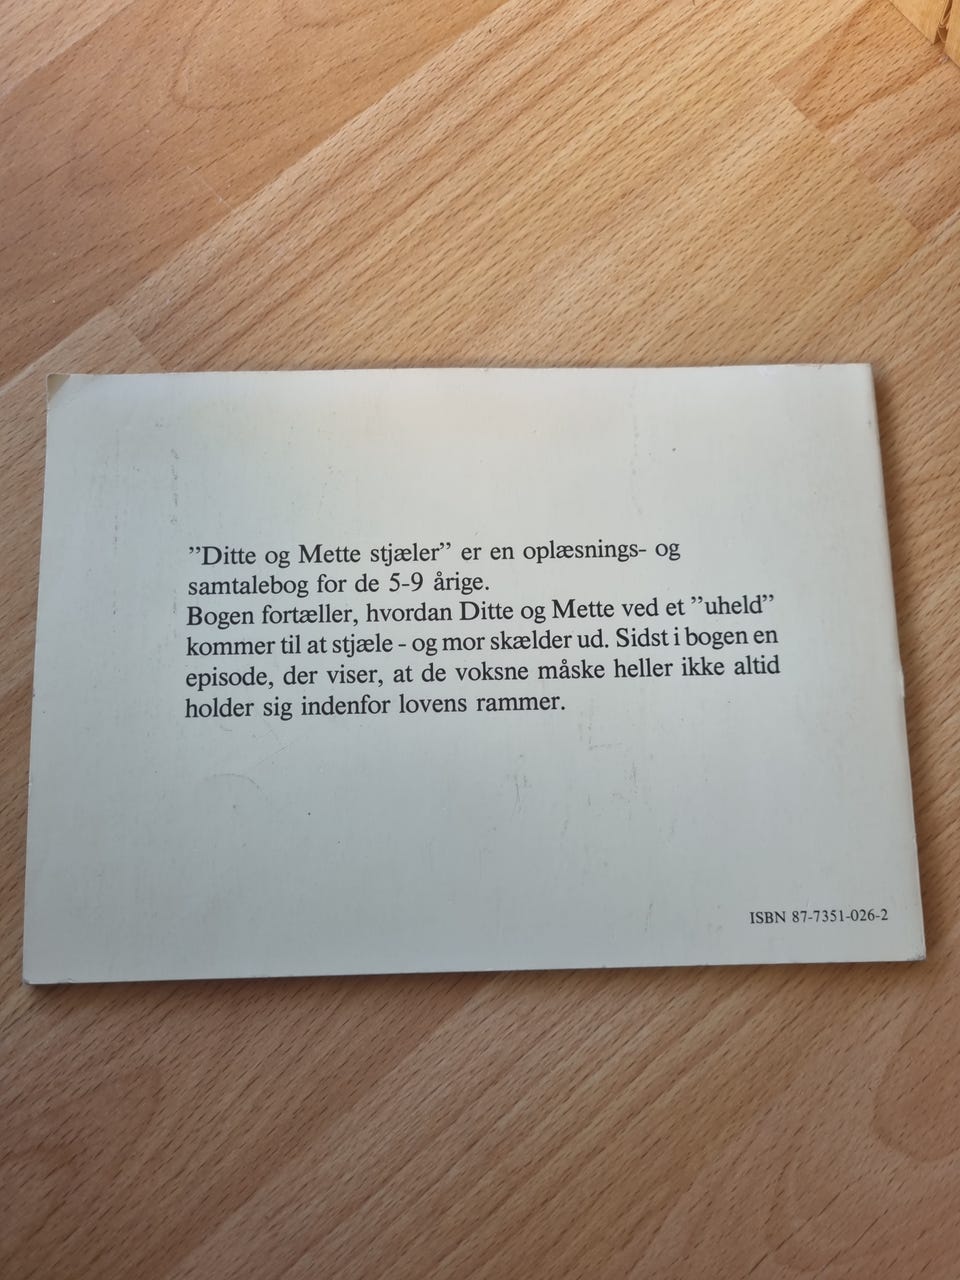 ”Ditte og Mette stjæler” er en oplæsnings- og
samtalebog for de 5-9 årige.
Bogen fortæller, hvordan Ditte og Mette ved et ”uheld”
kommer til at stjæle - og mor skælder ud. Sidst i bogen en
episode, der viser, at de voksne måske heller ikke altid
holder sig indenfor lovens rammer.
ISBN 87-7351-026-2